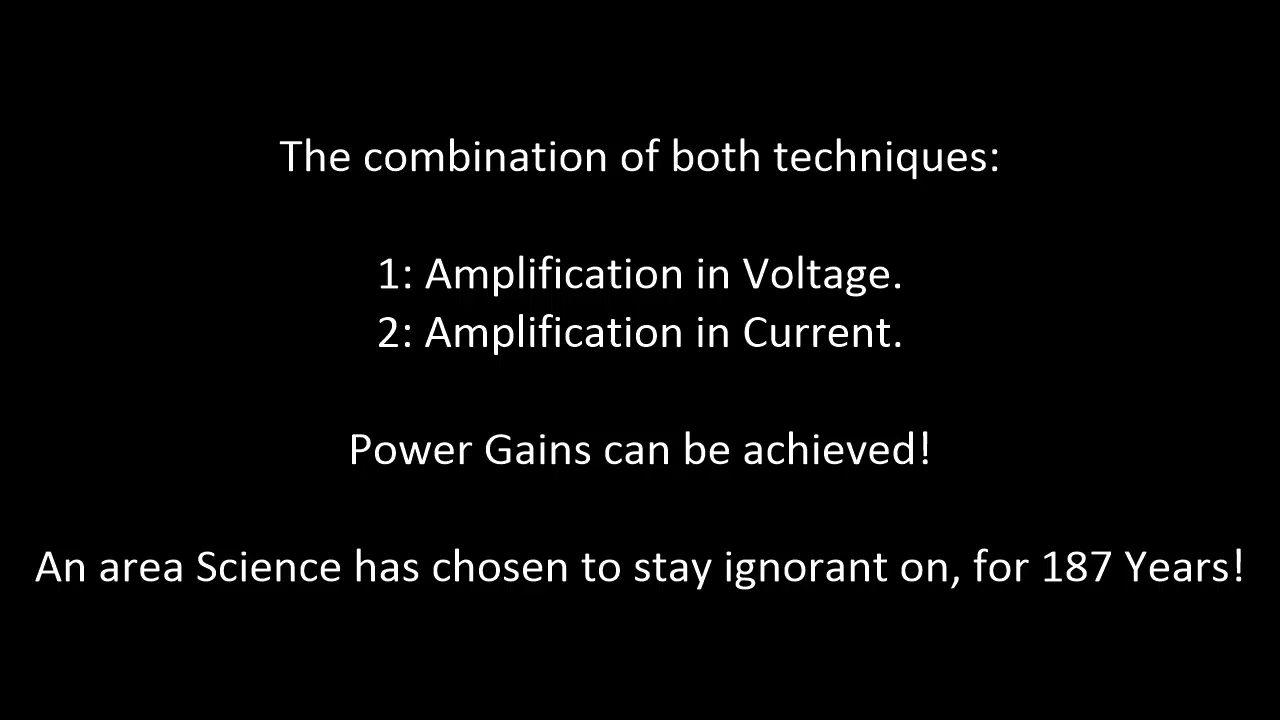 The combination of both techniques:
1: Amplification in Voltage.
2: Amplification in Current.
Power Gains can be achieved!
An area Science has chosen to stay ignorant on, for 187 Years!